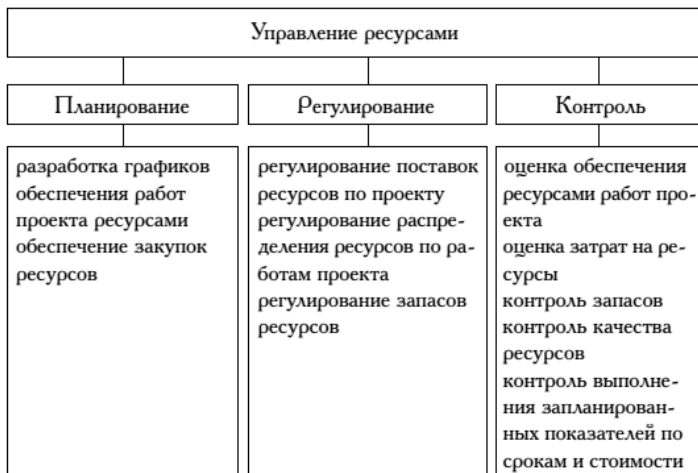 Управление ресурсами
Планирование
Регулирование
Контроль
разработка графиков
обеспечения работ
проекта ресурсами
обеспечение закупок
ресурсов
регулирование поставок
ресурсов по проекту
регулирование распре-
деления ресурсов по ра-
ботам проекта
регулирование запасов
ресурсов
оценка обеспечения
ресурсами работ про-
екта
оценка затрат на ре-
сурсы
контроль запасов
контроль качества
ресурсов
контроль выполне-
ния запланирован-
ных показателей по
срокам и стоимости